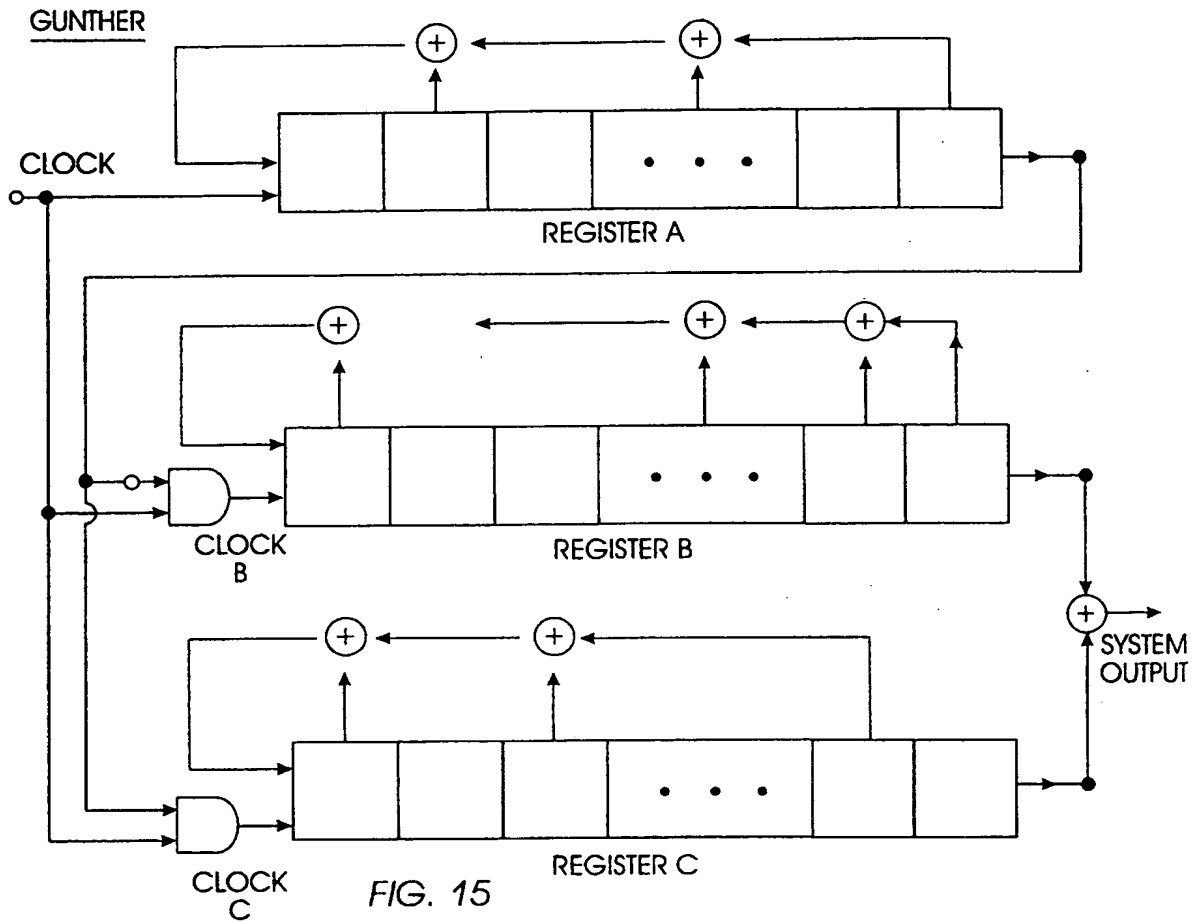 GUNTHER
CLOCK
REGISTER A
CLOCK
B
REGISTER B
SYSTEM
OUTPUT
CLOCK
C
REGISTER C
FIG. 15